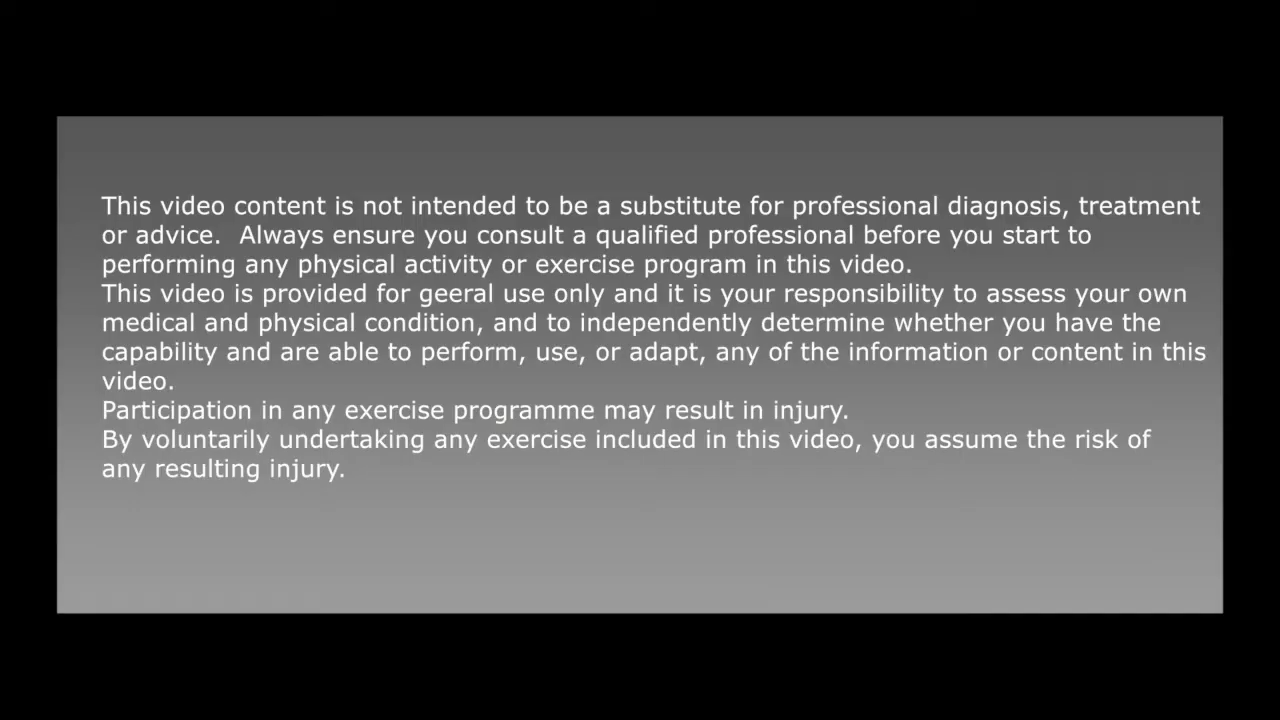 This video content is not intended to be a substitute for professional diagnosis, treatment
or advice.  Always ensure you consult a qualified professional before you start to
performing any physical activity or exercise program in this video.
This video is provided for geeral use only and it is your responsibility to assess your own
medical and physical condition, and to independently determine whether you have the
capability and are able to perform, use, or adapt, any of the information or content in this
video.
Participation in any exercise programme may result in injury.
By voluntarily undertaking any exercise included in this video, you assume the risk of
any resulting injury.